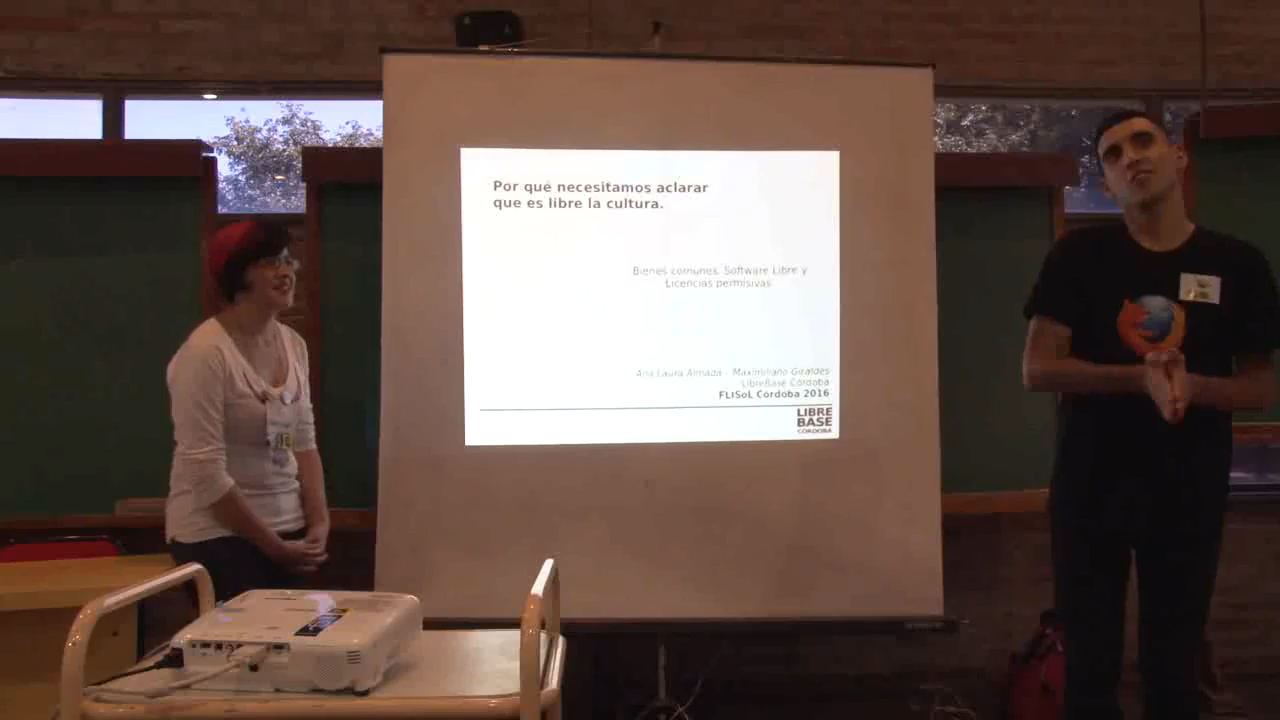 Por qué necesitamos aclarar
que es libre la cultura.
Bienes comunes, Software Libre y
Licencias permisivas
Ana Laura Almada - Maximiliano Giraldes
LibreBase Córdoba
FLISoL Córdoba 2016
LIBRE
BASE
CÓRDOBA